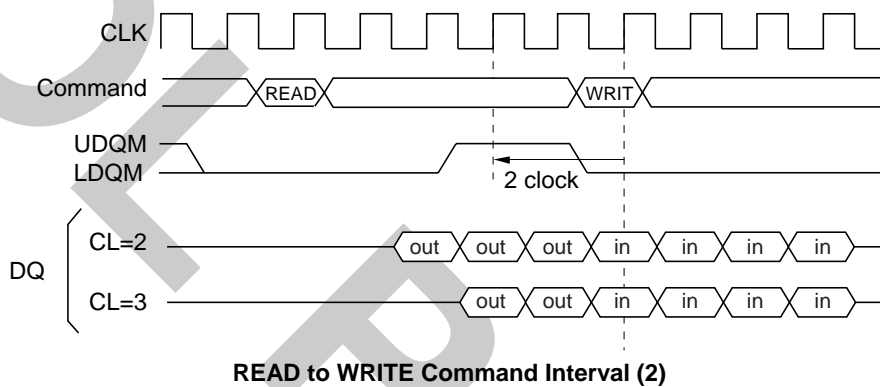 CLK
Command READ WRIT
UDQM
LDQM
2 clock
DQ
CL=2 out out out in in in in
CL=3 out out in in in in
READ to WRITE Command Interval (2)